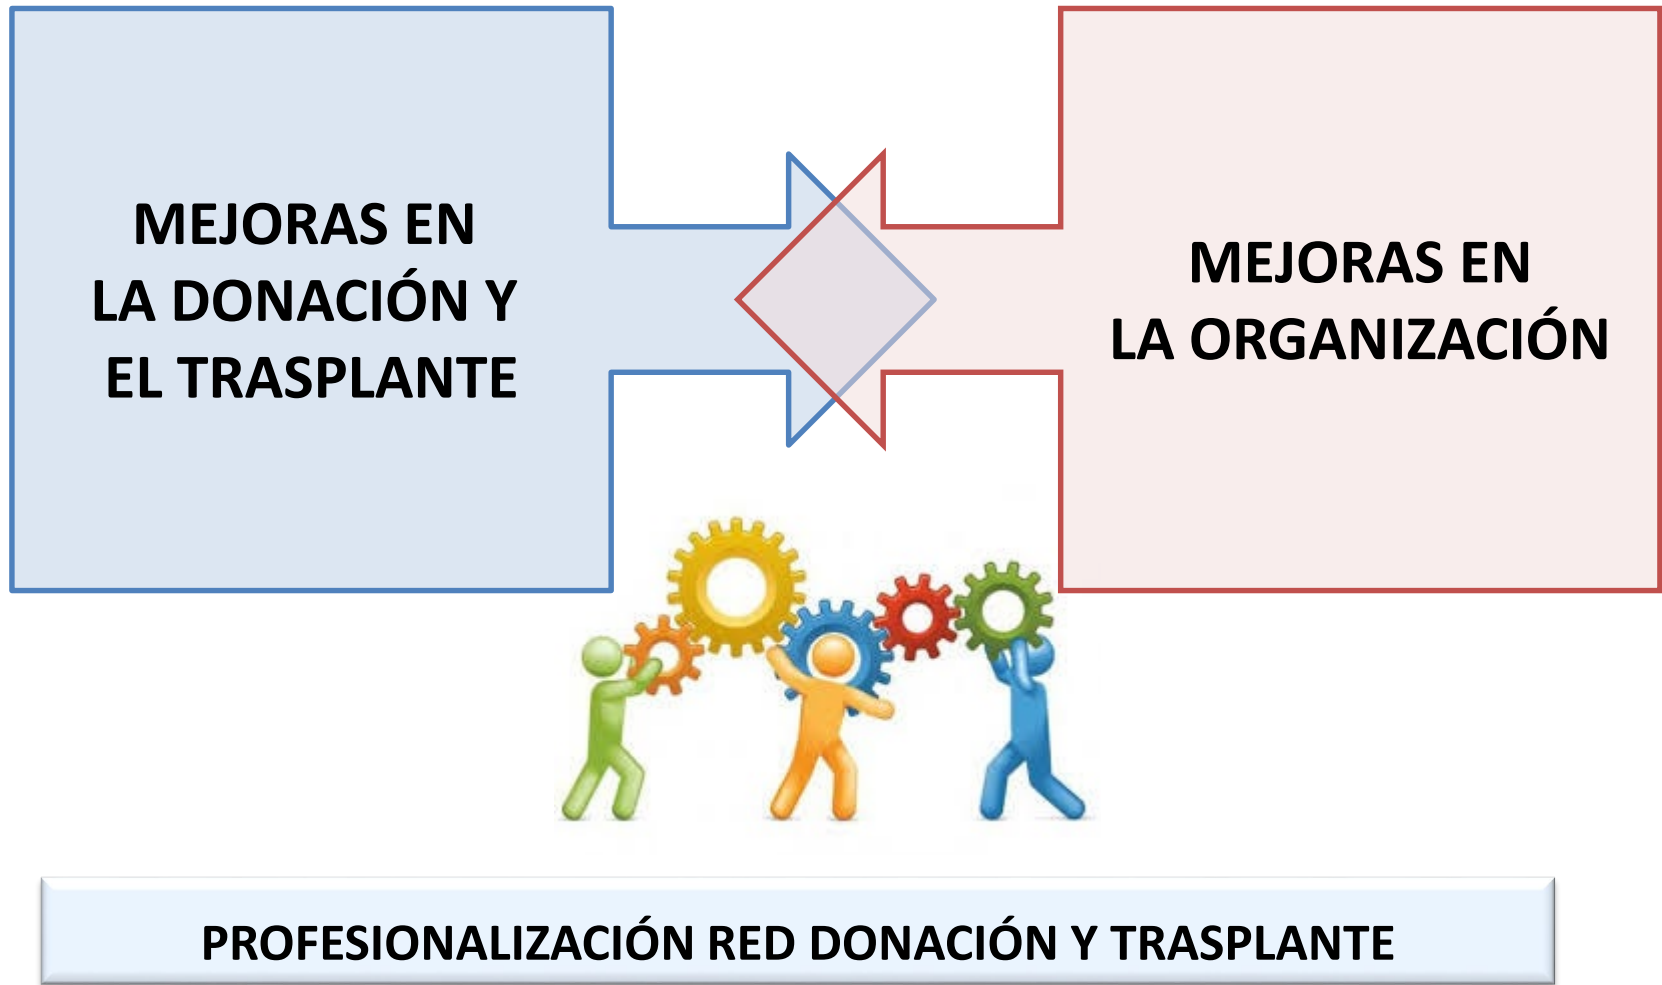 MEJORAS EN
LA DONACIÓN Y
EL TRASPLANTE
MEJORAS EN
LA ORGANIZACIÓN
PROFESIONALIZACIÓN RED DONACIÓN Y TRASPLANTE